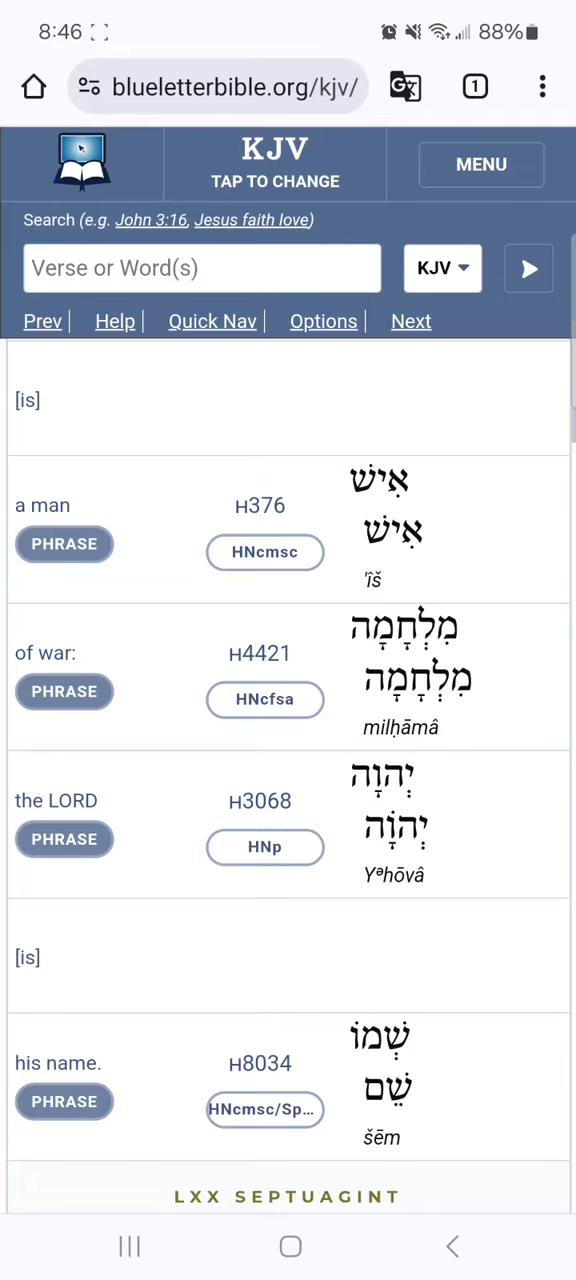 8:46
88%
blueletterbible.org/kjv/
1
KJV
TAP TO CHANGE
MENU
Search (e.g. John 3:16, Jesus faith love)
Verse or Word(s)
KJV
Prev | Help | Quick Nav | Options | Next
[is]
a man H376 אִישׁ
PHRASE HNcmsc אִישׁ
'îš
of war: H4421 מִלְחָמָה
PHRASE HNcfsa מִלְחָמָה
milḥāmâ
the LORD H3068 יְהוָה
PHRASE HNp יְהוָֹה
Yᵊhōvâ
[is]
his name. H8034 שְׁמוֹ
PHRASE HNcmsc/Sp... שֵׁם
šēm
LXX SEPTUAGINT